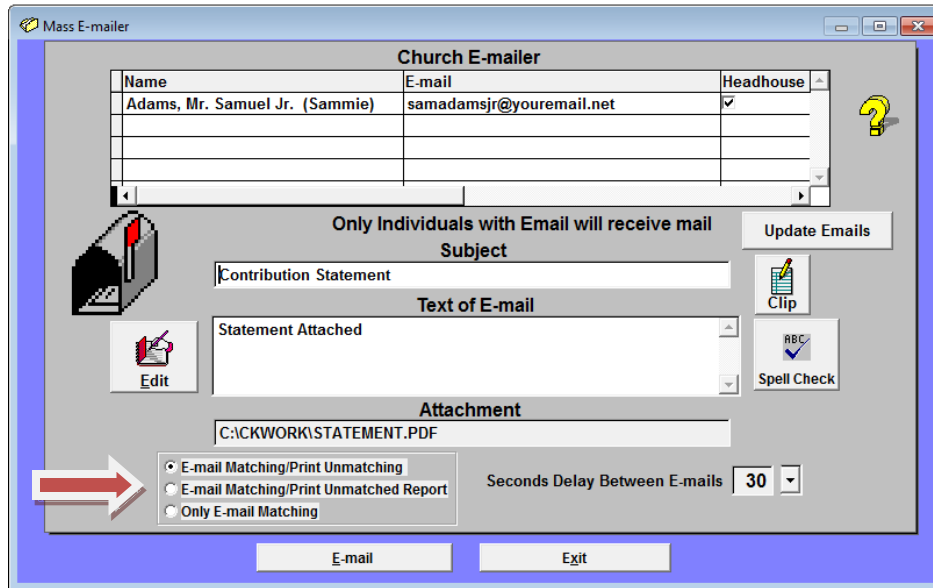 Mass E-mailer
Church E-mailer
Name E-mail Headhouse
Adams, Mr. Samuel Jr. (Sammie) samadamsjr@youremail.net
Only Individuals with Email will receive mail
Update Emails
Subject
Contribution Statement
Clip
Text of E-mail
Statement Attached
Edit
ABC
Spell Check
Attachment
C:\CKWORK\STATEMENT.PDF
E-mail Matching/Print Unmatching
E-mail Matching/Print Unmatched Report
Only E-mail Matching
Seconds Delay Between E-mails 30
E-mail Exit